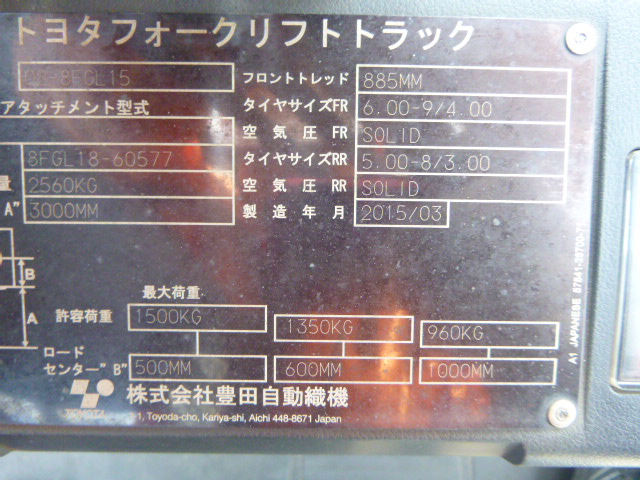 トヨタフォークリフトトラック
8FGL15
フロントトレッド 885MM
アタッチメント型式
タイヤサイズFR 6.00-9/4.00
空気圧FR SOLID
8FGL18-60577
タイヤサイズRR 5.00-8/3.00
量 2560KG
空気圧RR SOLID
A" 3000MM
製造年月 2015/03
B
A
最大荷重
許容荷重 1500KG 1350KG 960KG
ロード
センター"B" 500MM 600MM 1000MM
TOYOTA
株式会社豊田自動織機
1, Toyoda-cho, Kariya-shi, Aichi 448-8671 Japan
A1 JAPANESE